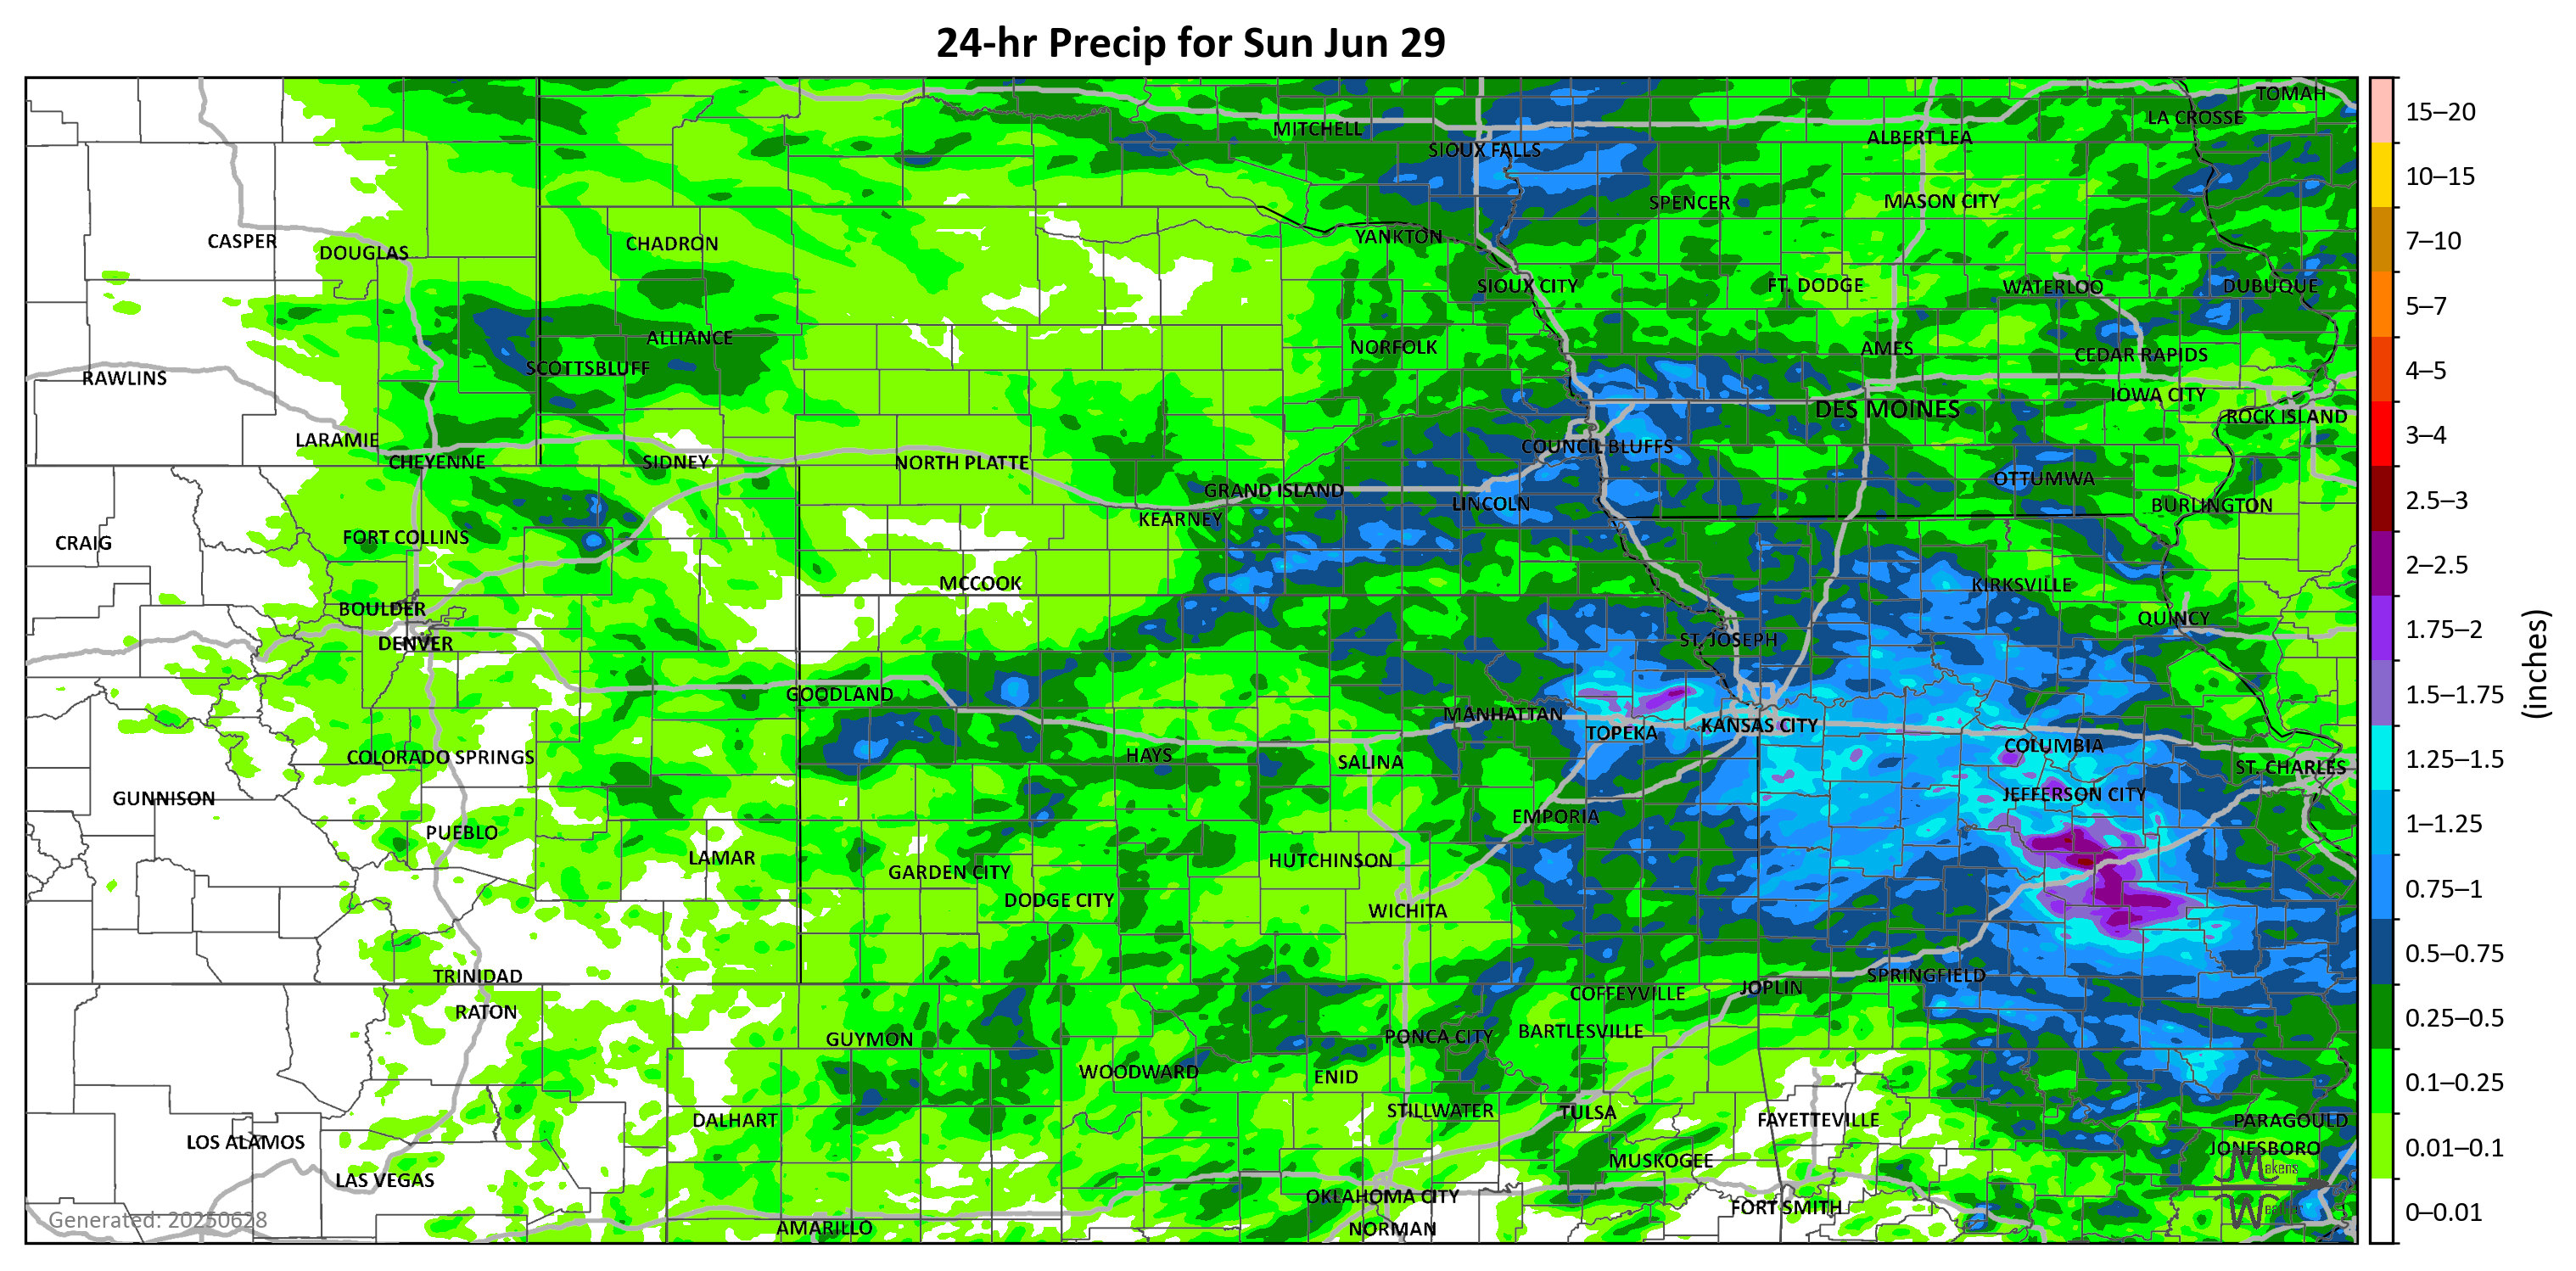 24-hr Precip for Sun Jun 29
TOMAH
LA CROSSE
MITCHELL
ALBERT LEA
SIOUX FALLS
SPENCER
MASON CITY
CASPER
DOUGLAS
CHADRON
YANKTON
SIOUX CITY
FT. DODGE
WATERLOO
DUBUQUE
ALLIANCE
NORFOLK
AMES
CEDAR RAPIDS
SCOTTSBLUFF
RAWLINS
IOWA CITY
DES MOINES
ROCK ISLAND
LARAMIE
COUNCIL BLUFFS
CHEYENNE
SIDNEY
NORTH PLATTE
OTTUMWA
GRAND ISLAND
LINCOLN
BURLINGTON
KEARNEY
FORT COLLINS
CRAIG
MCCOOK
KIRKSVILLE
BOULDER
QUINCY
DENVER
ST. JOSEPH
GOODLAND
MANHATTAN
TOPEKA
KANSAS CITY
COLUMBIA
COLORADO SPRINGS
HAYS
SALINA
ST. CHARLES
GUNNISON
JEFFERSON CITY
EMPORIA
PUEBLO
LAMAR
HUTCHINSON
GARDEN CITY
DODGE CITY
WICHITA
TRINIDAD
SPRINGFIELD
JOPLIN
COFFEYVILLE
RATON
BARTLESVILLE
PONCA CITY
GUYMON
WOODWARD
ENID
STILLWATER
TULSA
DALHART
FAYETTEVILLE
PARAGOULD
LOS ALAMOS
JONESBORO
MUSKOGEE
LAS VEGAS
OKLAHOMA CITY
FORT SMITH
AMARILLO
NORMAN
Generated: 20250628
Makens
15–20
10–15
7–10
5–7
4–5
3–4
2.5–3
2–2.5
1.75–2
1.5–1.75
1.25–1.5
1–1.25
0.75–1
0.5–0.75
0.25–0.5
0.1–0.25
0.01–0.1
0–0.01
(inches)